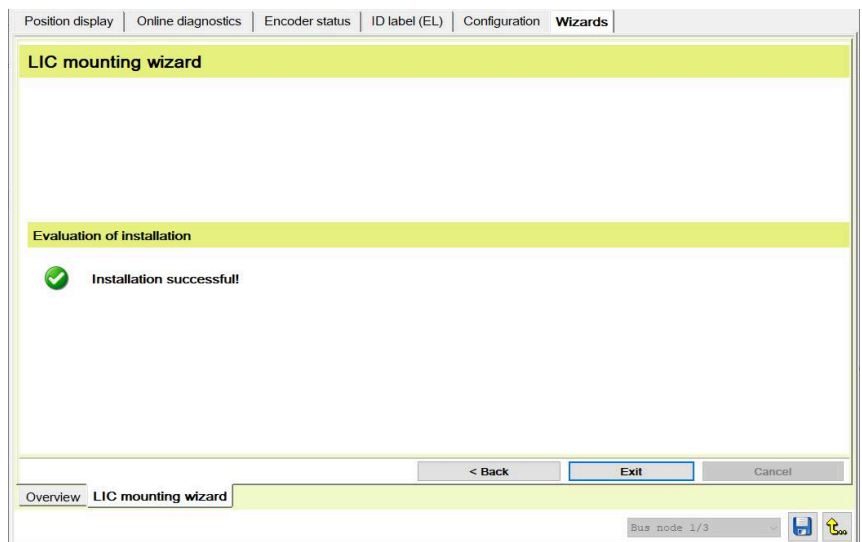 Position display Online diagnostics Encoder status ID label (EL) Configuration Wizards
LIC mounting wizard
Evaluation of installation
Installation successful!
< Back Exit Cancel
Overview LIC mounting wizard
Bus node 1/3